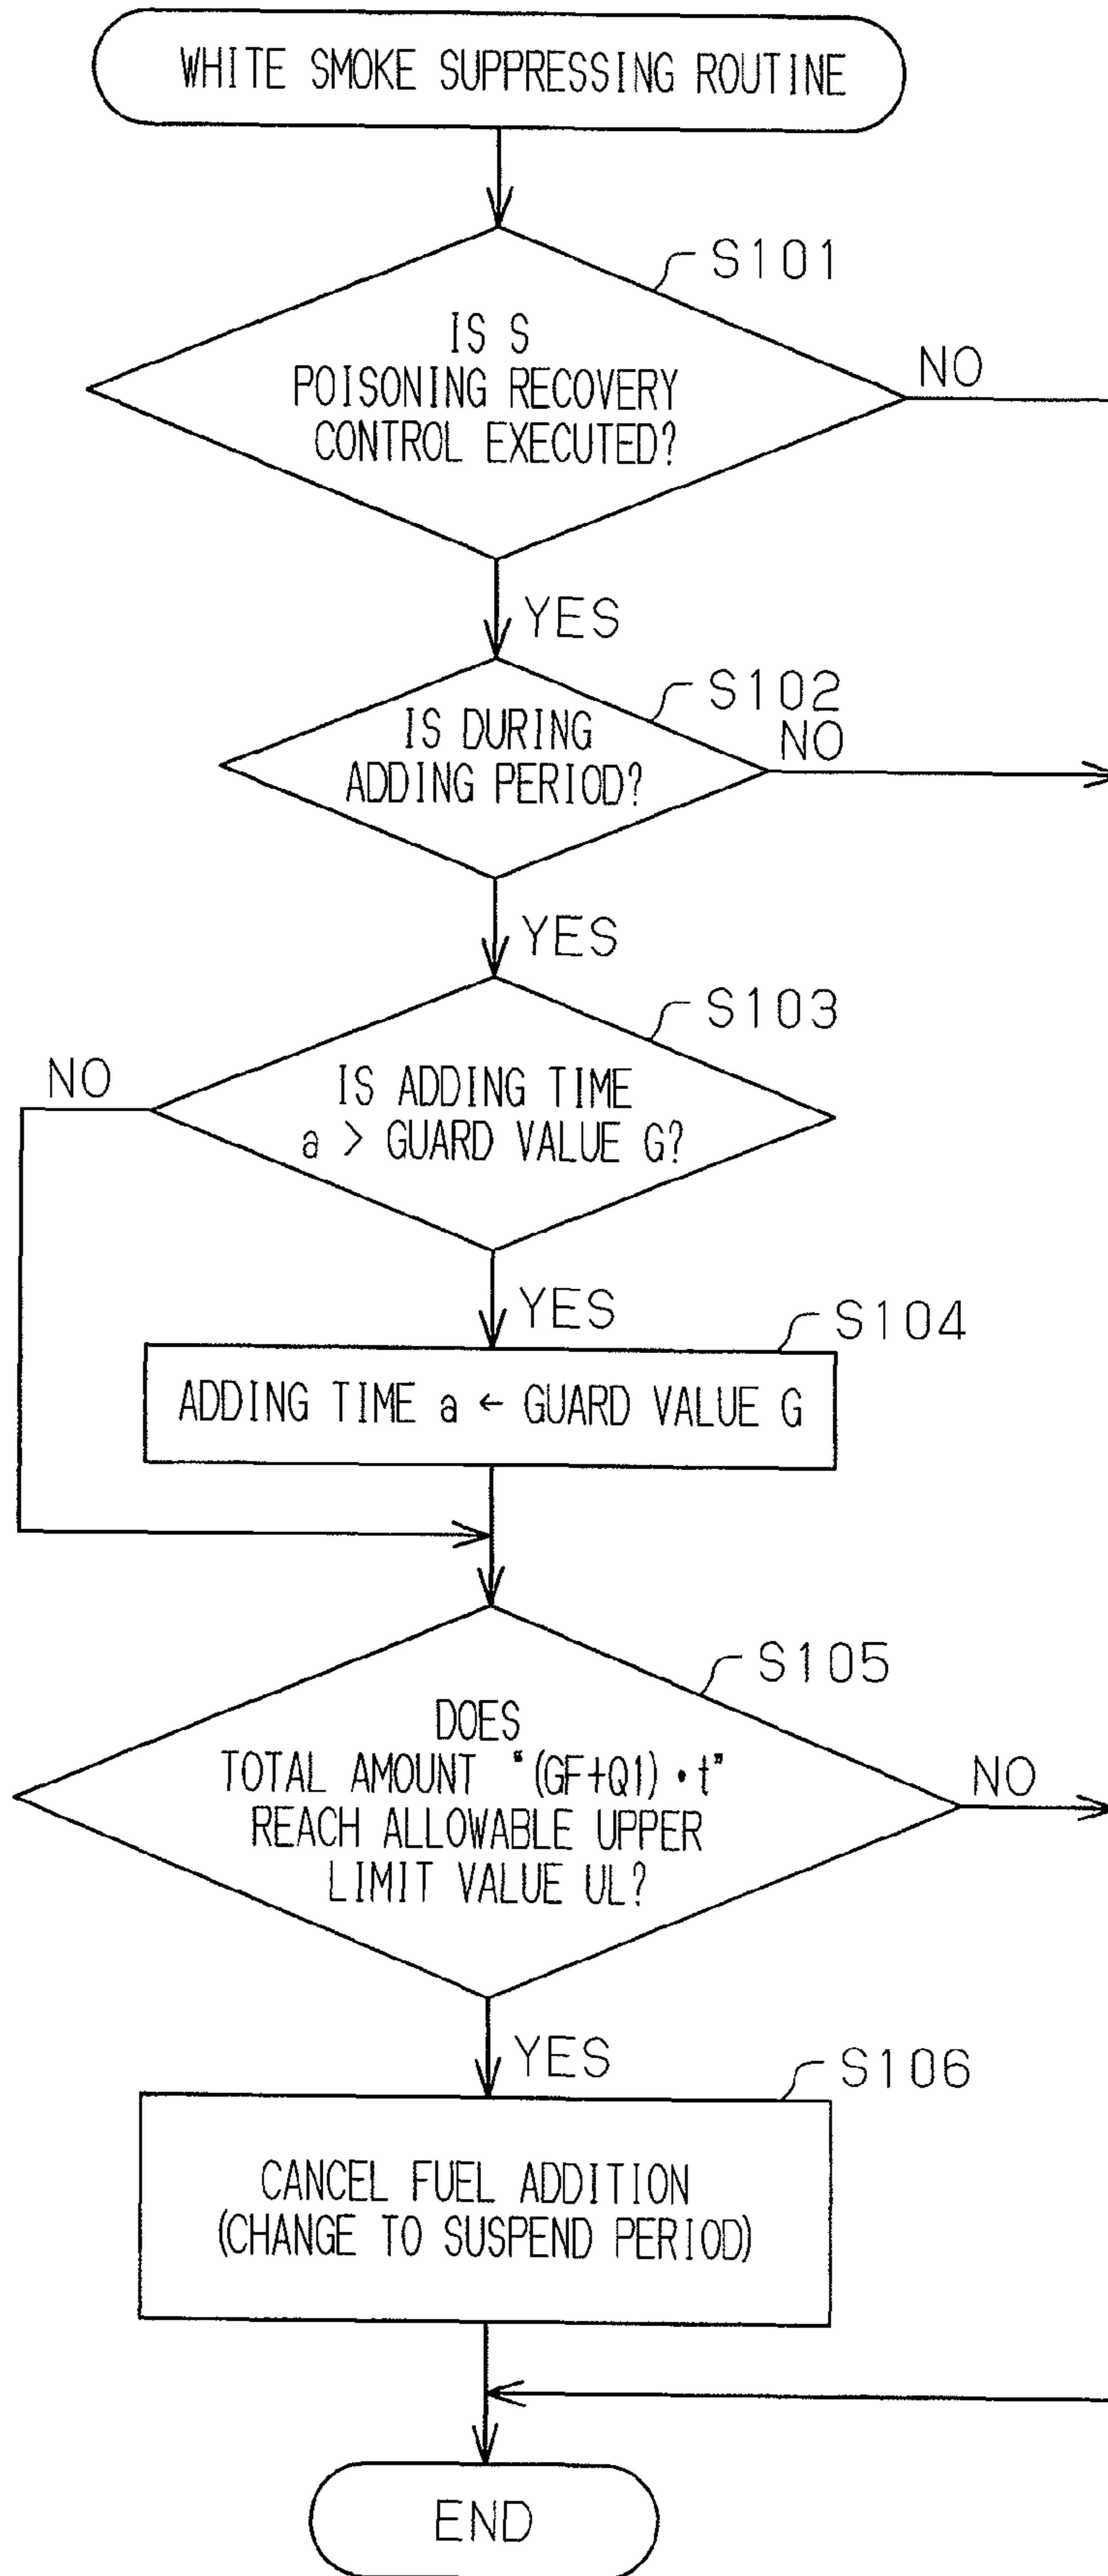 WHITE SMOKE SUPPRESSING ROUTINE
S101
IS S
POISONING RECOVERY
CONTROL EXECUTED?
NO
YES
S102
IS DURING
ADDING PERIOD?
NO
YES
S103
NO
IS ADDING TIME
a > GUARD VALUE G?
YES
S104
ADDING TIME a ← GUARD VALUE G
S105
DOES
TOTAL AMOUNT "(GF+Q1)・t"
REACH ALLOWABLE UPPER
LIMIT VALUE UL?
NO
YES
S106
CANCEL FUEL ADDITION
(CHANGE TO SUSPEND PERIOD)
END